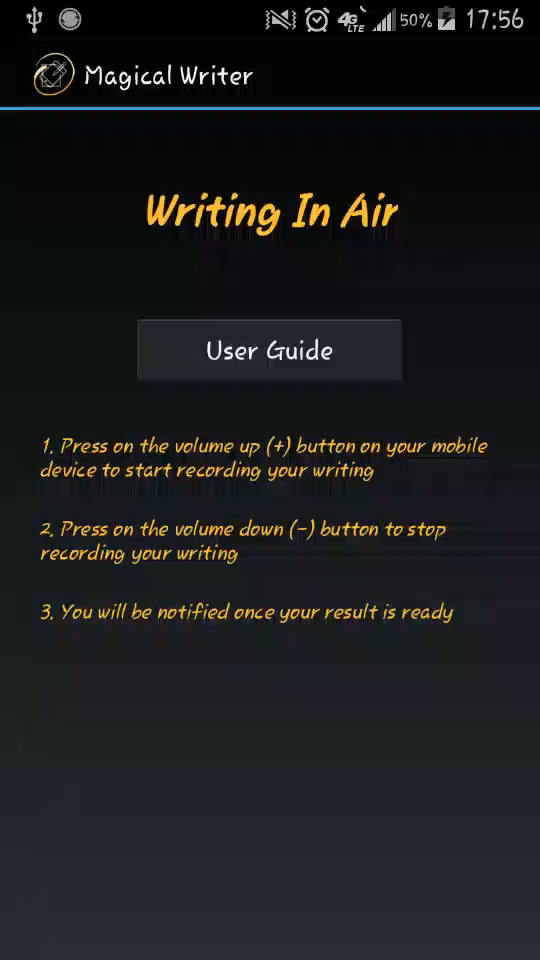 4G LTE 50% 17:56
Magical Writer
Writing In Air
User Guide
1. Press on the volume up (+) button on your mobile
device to start recording your writing
2. Press on the volume down (-) button to stop
recording your writing
3. You will be notified once your result is ready